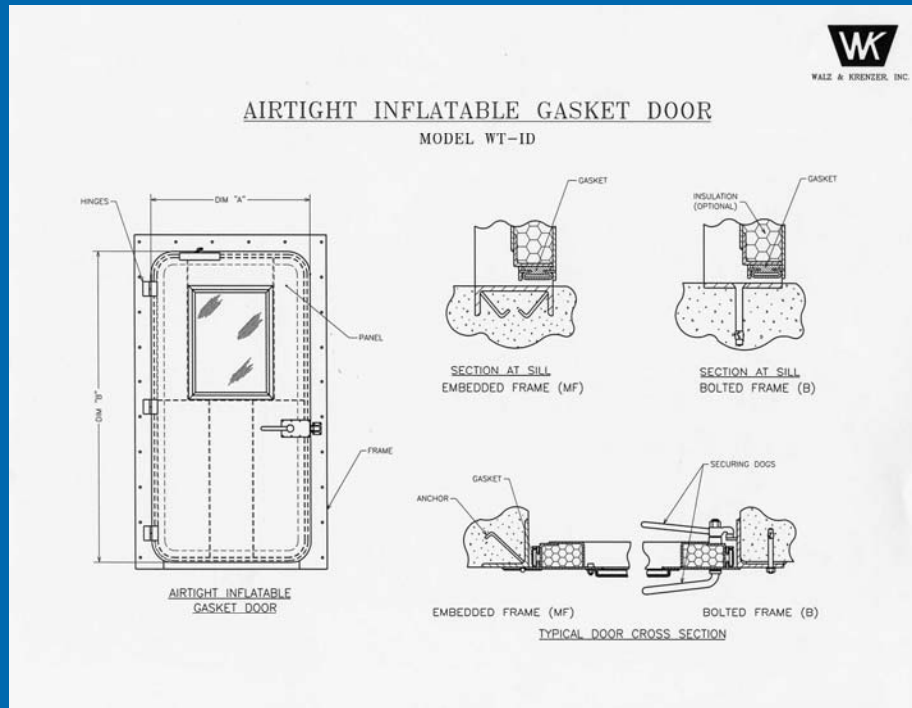 WK
WALZ & KRENZER, INC.
AIRTIGHT INFLATABLE GASKET DOOR
MODEL WT-ID
HINGES
DIM "A"
DIM "B"
PANEL
FRAME
AIRTIGHT INFLATABLE
GASKET DOOR
GASKET
SECTION AT SILL
EMBEDDED FRAME (MF)
INSULATION
(OPTIONAL)
GASKET
SECTION AT SILL
BOLTED FRAME (B)
SECURING DOGS
GASKET
ANCHOR
EMBEDDED FRAME (MF)
BOLTED FRAME (B)
TYPICAL DOOR CROSS SECTION